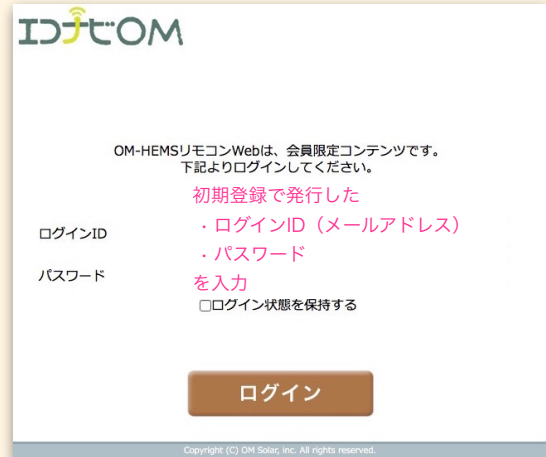 エコナビOM
OM-HEMSリモコンWebは、会員限定コンテンツです。
下記よりログインしてください。
初期登録で発行した
ログインID
・ログインID（メールアドレス）
・パスワード
パスワード
を入力
□ログイン状態を保持する
ログイン
Copyright (C) OM Solar, inc. All rights reserved.